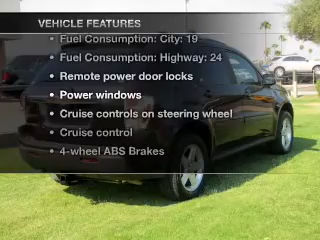 VEHICLE FEATURES
• Fuel Consumption: City: 19
• Fuel Consumption: Highway: 24
• Remote power door locks
• Power windows
• Cruise controls on steering wheel
• Cruise control
• 4-wheel ABS Brakes